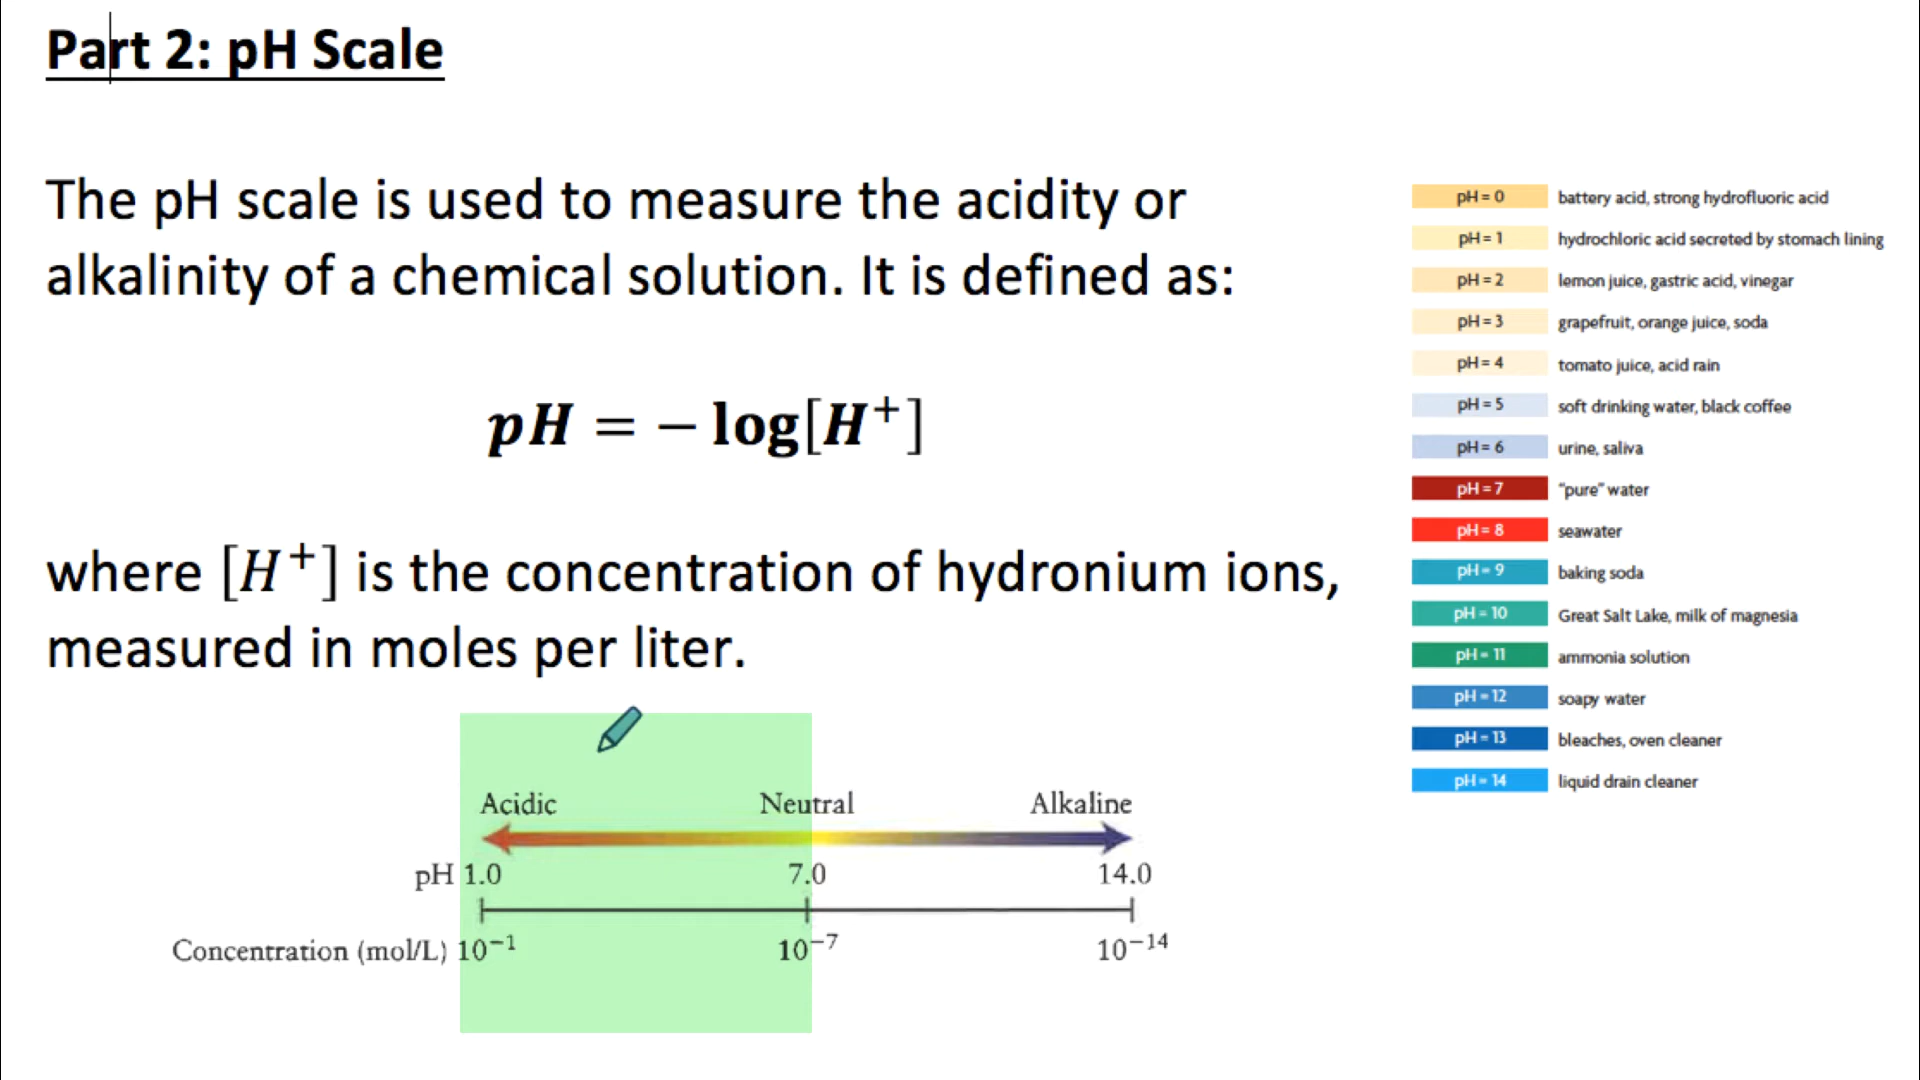 Part 2: pH Scale
The pH scale is used to measure the acidity or
alkalinity of a chemical solution. It is defined as:
pH = − log[H⁺]
where [H⁺] is the concentration of hydronium ions,
measured in moles per liter.
Acidic Neutral Alkaline
pH 1.0 7.0 14.0
Concentration (mol/L) 10⁻¹ 10⁻⁷ 10⁻¹⁴
pH = 0 battery acid, strong hydrofluoric acid
pH = 1 hydrochloric acid secreted by stomach lining
pH = 2 lemon juice, gastric acid, vinegar
pH = 3 grapefruit, orange juice, soda
pH = 4 tomato juice, acid rain
pH = 5 soft drinking water, black coffee
pH = 6 urine, saliva
pH = 7 “pure” water
pH = 8 seawater
pH = 9 baking soda
pH = 10 Great Salt Lake, milk of magnesia
pH = 11 ammonia solution
pH = 12 soapy water
pH = 13 bleaches, oven cleaner
pH = 14 liquid drain cleaner